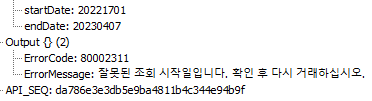 startDate: 20221701
endDate: 20230407
Output {} (2)
ErrorCode: 80002311
ErrorMessage: 잘못된 조회 시작일입니다. 확인 후 다시 거래하십시오.
API_SEQ: da786e3e3db5e9ba4811b4c344e94b9f